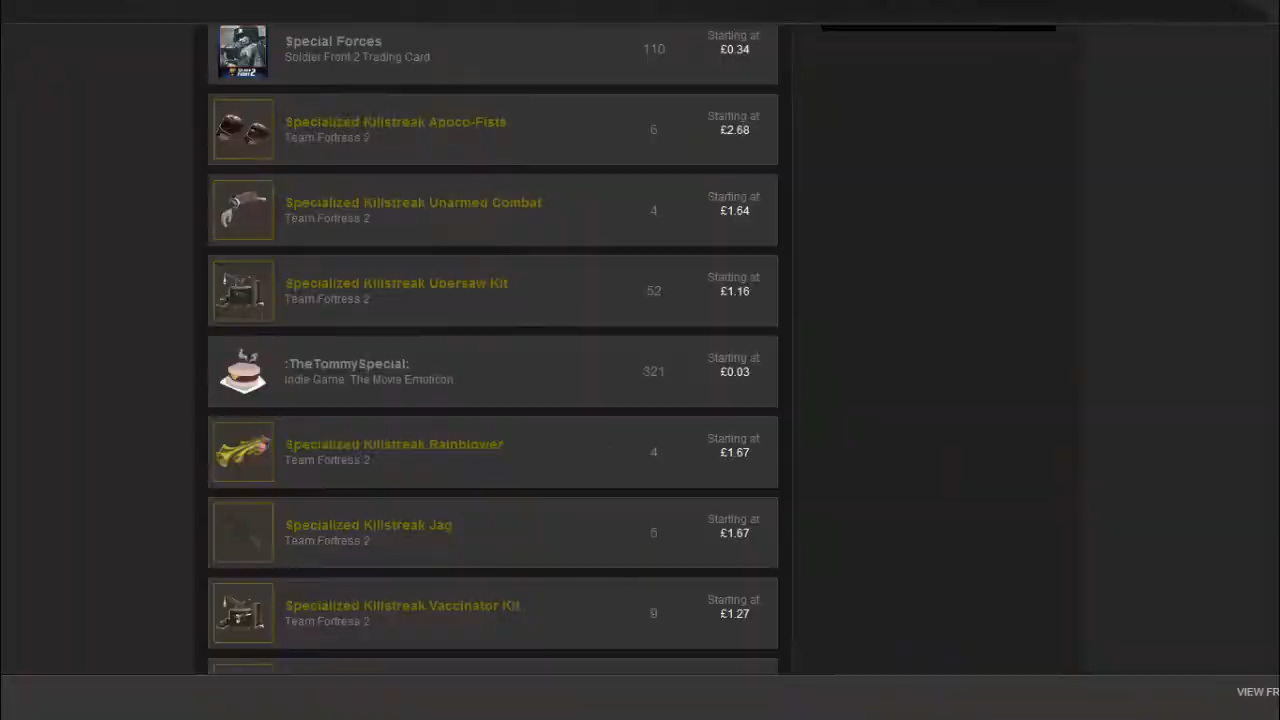 Special Forces
Soldier Front 2 Trading Card
110
Starting at
£0.34
Specialized Killstreak Apoco-Fists
Team Fortress 2
6
Starting at
£2.68
Specialized Killstreak Unarmed Combat
Team Fortress 2
4
Starting at
£1.64
Specialized Killstreak Ubersaw Kit
Team Fortress 2
52
Starting at
£1.16
:TheTommySpecial:
Indie Game: The Movie Emoticon
321
Starting at
£0.03
Specialized Killstreak Rainblower
Team Fortress 2
4
Starting at
£1.67
Specialized Killstreak Jag
Team Fortress 2
Starting at
£1.67
Specialized Killstreak Vaccinator Kit
Team Fortress 2
9
Starting at
£1.27
VIEW FR